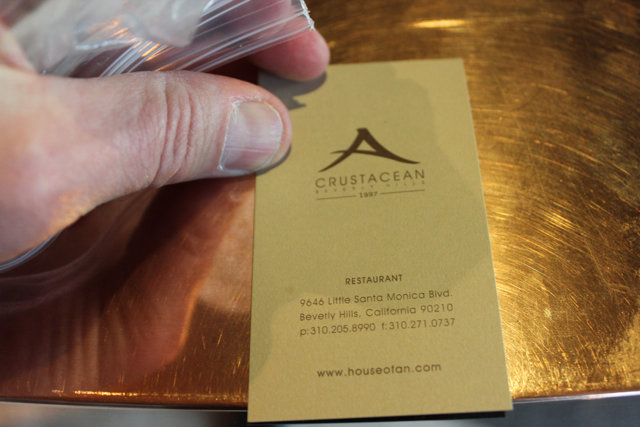 CRUSTACEAN
BEVERLY HILLS
1997
RESTAURANT
9646 Little Santa Monica Blvd.
Beverly Hills, California 90210
p:310.205.8990 f:310.271.0737
www.houseofan.com